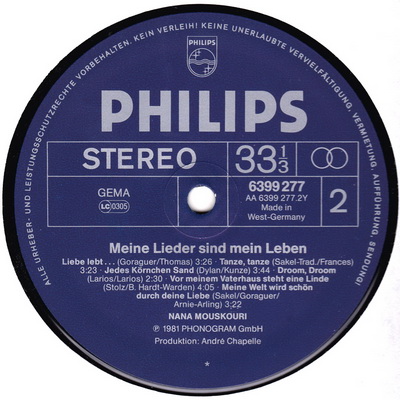 ALLE URHEBER- UND LEISTUNGSSCHUTZRECHTE VORBEHALTEN. KEIN VERLEIH! KEINE UNERLAUBTE VERVIELFÄLTIGUNG, VERMIETUNG, AUFFÜHRUNG, SENDUNG!
PHILIPS
PHILIPS
STEREO
33 1/3
GEMA
LC 0305
6399 277
AA 6399 277.2Y
Made in
West-Germany
2
Meine Lieder sind mein Leben
Liebe lebt... (Goraguer/Thomas) 3:26 · Tanze, tanze (Sakel-Trad./Frances)
3:23 · Jedes Körnchen Sand (Dylan/Kunze) 3:44 · Droom, Droom
(Larios/Larios) 2:30 · Vor meinem Vaterhaus steht eine Linde
(Stolz/B. Hardt-Warden) 4:05 · Meine Welt wird schön
durch deine Liebe (Sakel/Goraguer/
Arnie-Arling) 3:13
NANA MOUSKOURI
℗ 1981 PHONOGRAM GmbH
Produktion: André Chapelle
*